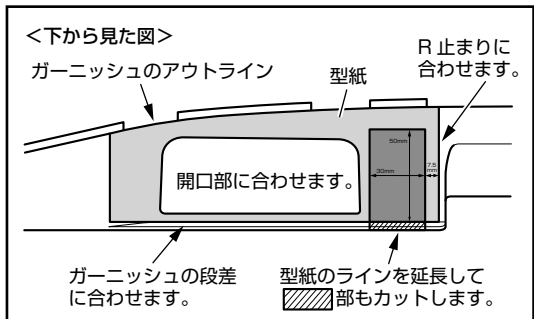 ＜下から見た図＞
ガーニッシュのアウトライン
型紙
R 止まりに
合わせます。
50mm
30mm
7.5
mm
開口部に合わせます。
ガーニッシュの段差
に合わせます。
型紙のラインを延長して
部もカットします。